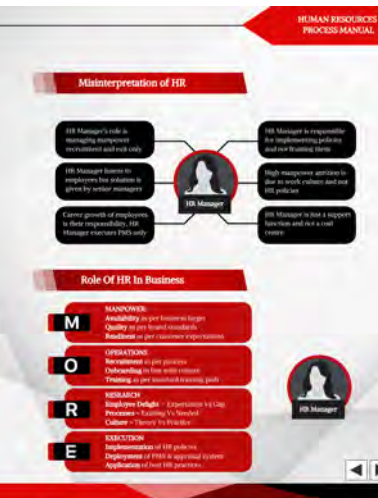 HUMAN RESOURCES
PROCESS MANUAL
Misinterpretation of HR
HR Manager's role is
managing manpower
recruitment and exit only
HR Manager is responsible
for implementing policies
and not framing them
HR Manager listens to
employees but solution is
given by senior managers
High manpower attrition is
due to work culture and not
HR policies
HR Manager
Career growth of employees
is their responsibility, HR
Manager executes PMS only
HR Manager is just a support
function and not a cost
centre
Role Of HR In Business
M
MANPOWER:
Availability as per business target
Quality as per brand standards
Readiness as per customer expectations
O
OPERATIONS
Recruitment as per process
Onboarding in line with culture
Training as per standard training path
R
RESEARCH
Employee Delight – Experience Vs Gap
Processes – Existing Vs Needed
Culture – Theory Vs Practice
E
EXECUTION
Implementation of HR policies
Deployment of PMS & appraisal system
Application of best HR practices
HR Manager